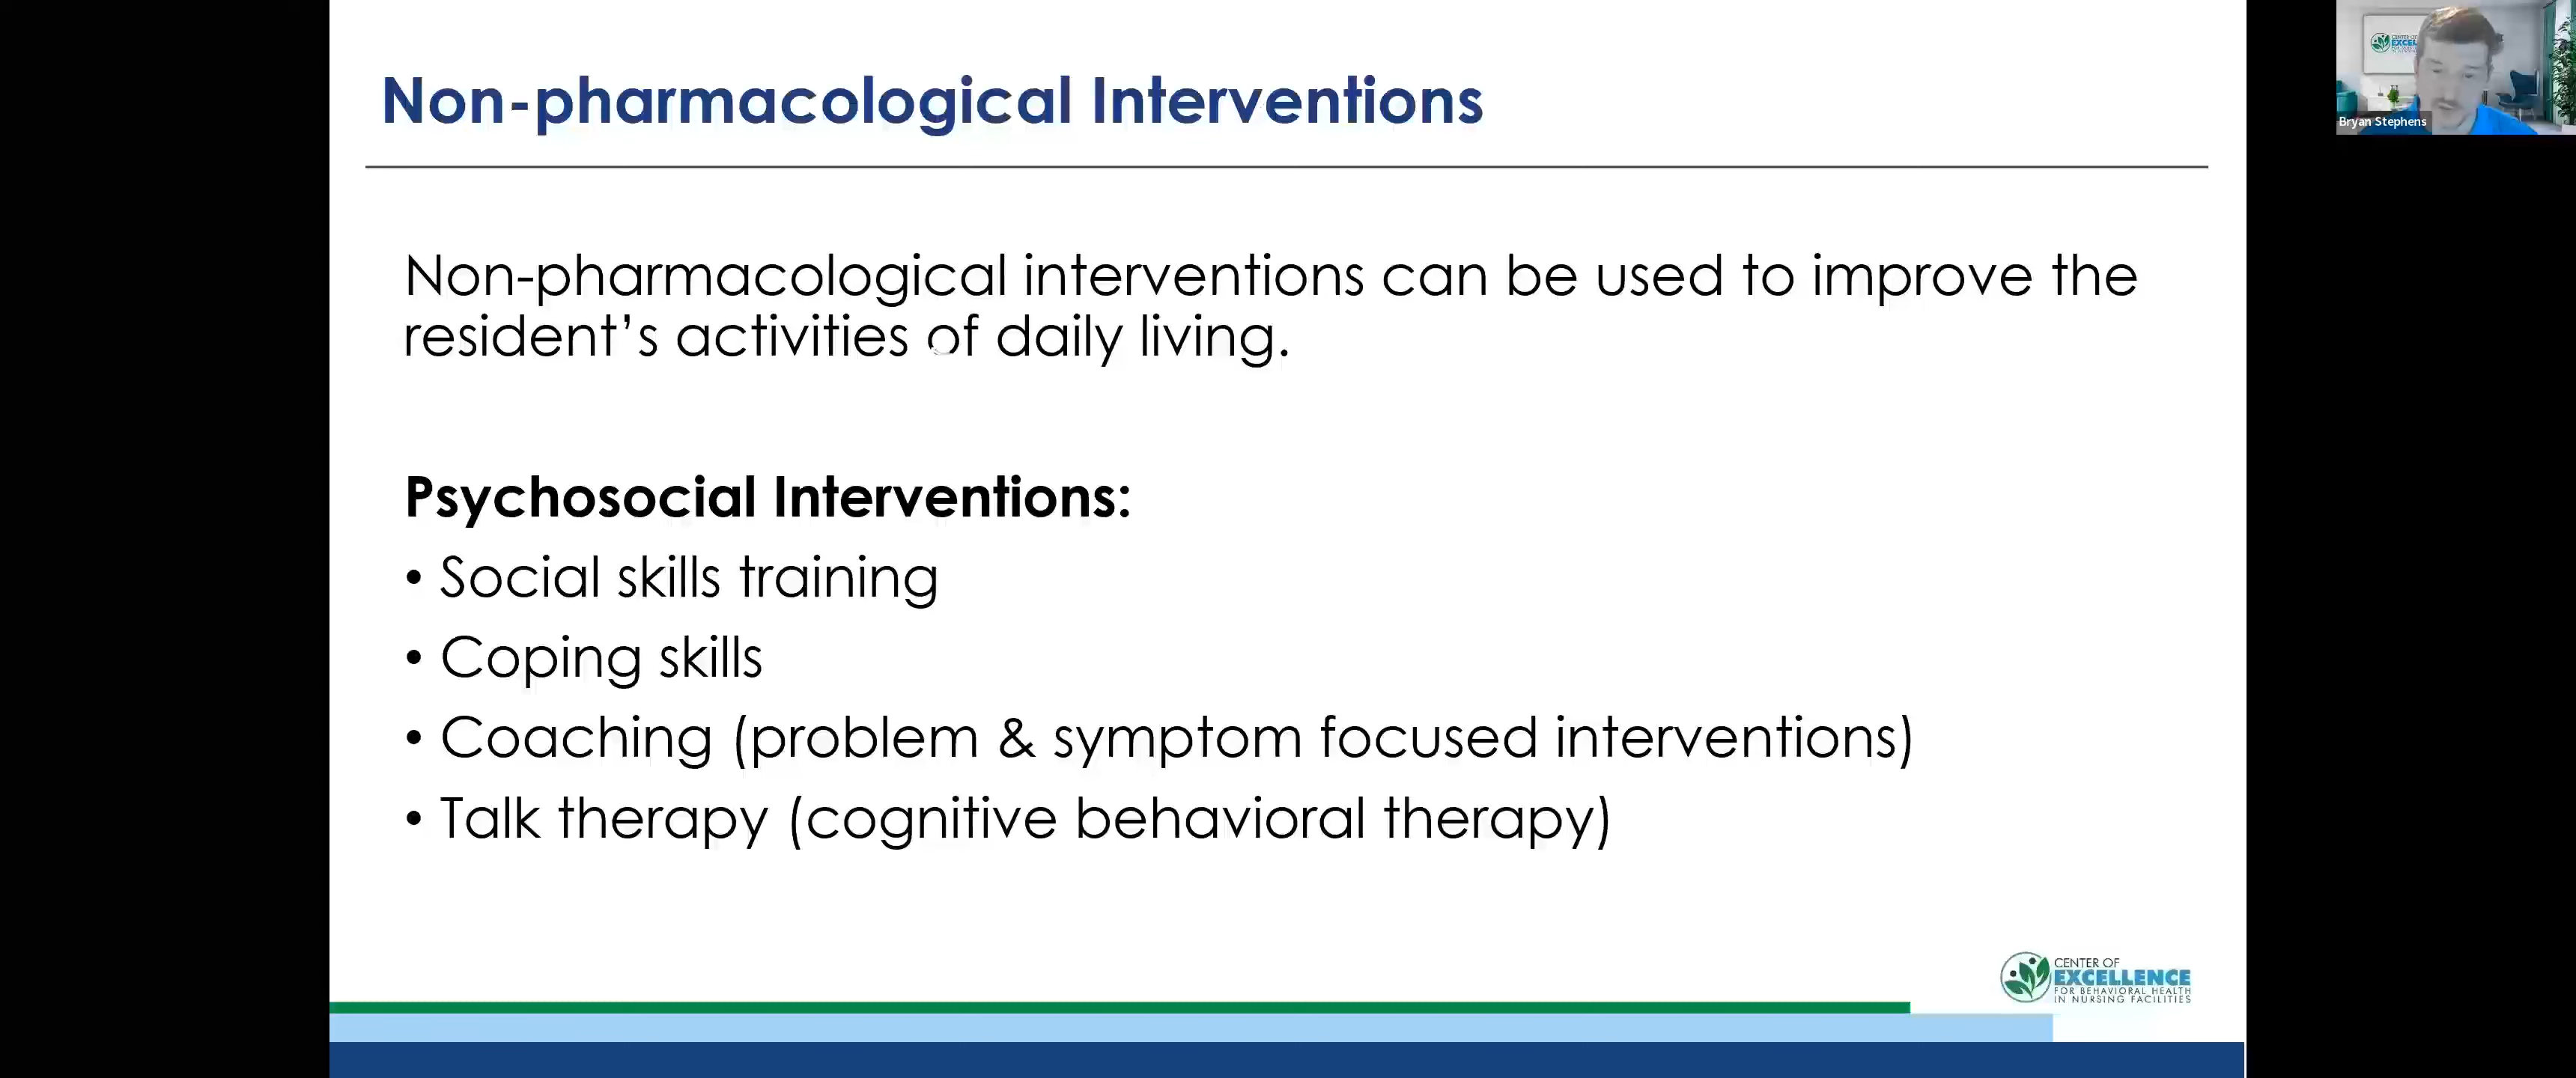 Non-pharmacological Interventions
Non-pharmacological interventions can be used to improve the
resident’s activities of daily living.
Psychosocial Interventions:
• Social skills training
• Coping skills
• Coaching (problem & symptom focused interventions)
• Talk therapy (cognitive behavioral therapy)
CENTER OF
EXCELLENCE
FOR BEHAVIORAL HEALTH
IN NURSING FACILITIES
Bryan Stephens